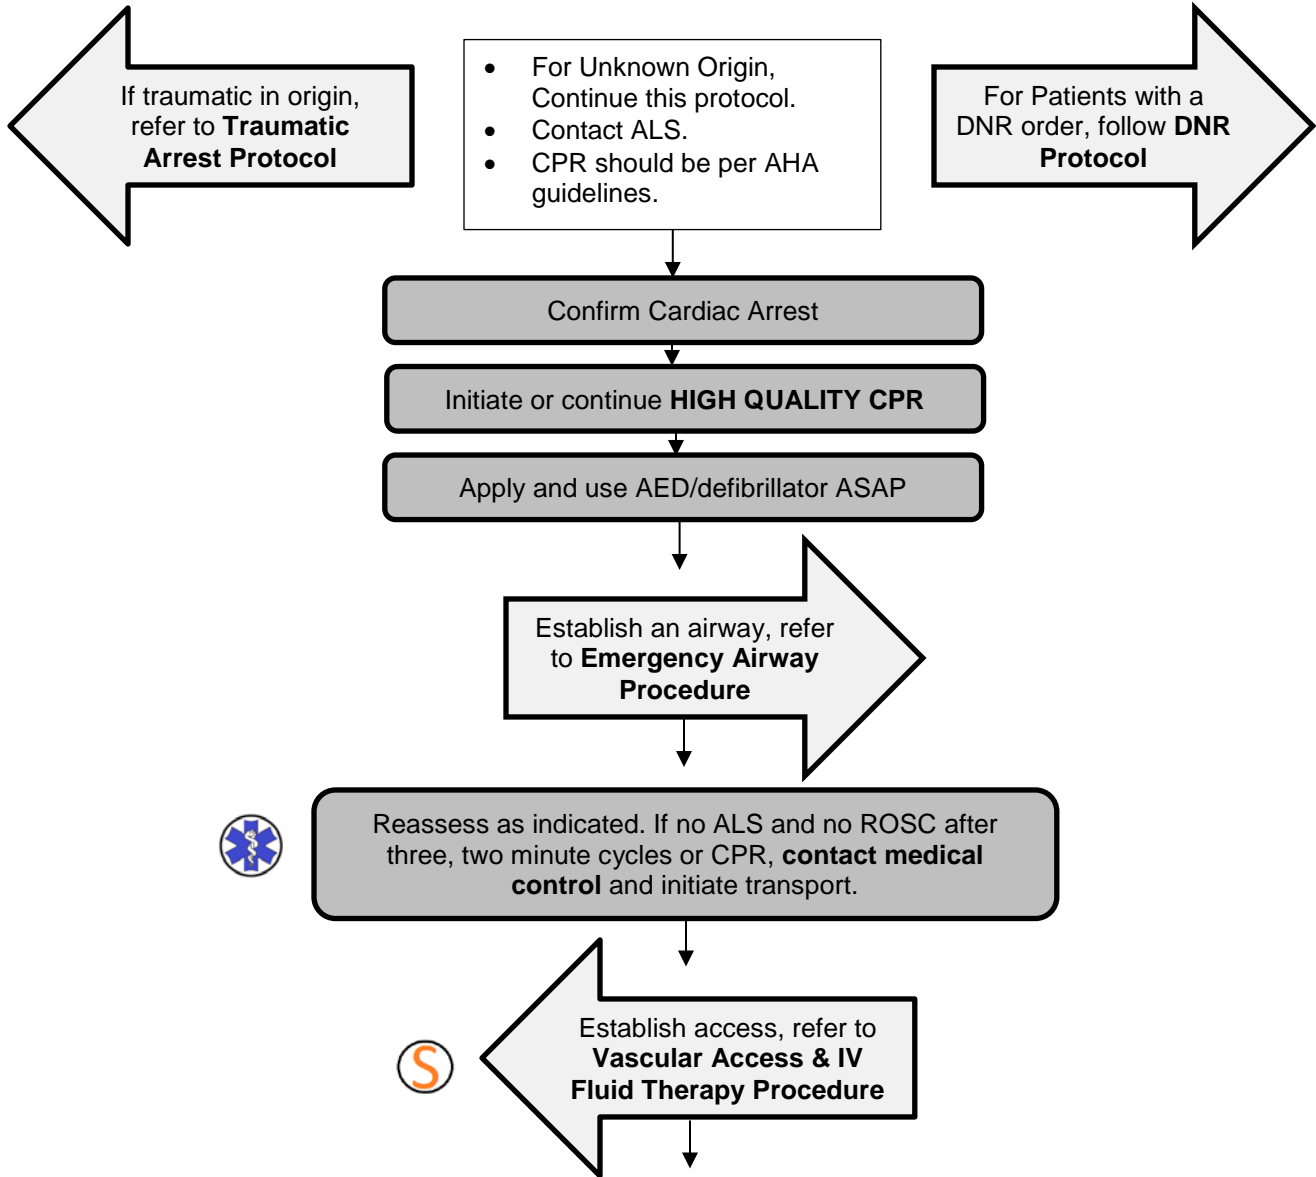 If traumatic in origin,
refer to Traumatic
Arrest Protocol
• For Unknown Origin,
Continue this protocol.
• Contact ALS.
• CPR should be per AHA
guidelines.
For Patients with a
DNR order, follow DNR
Protocol
Confirm Cardiac Arrest
Initiate or continue HIGH QUALITY CPR
Apply and use AED/defibrillator ASAP
Establish an airway, refer
to Emergency Airway
Procedure
Reassess as indicated. If no ALS and no ROSC after
three, two minute cycles or CPR, contact medical
control and initiate transport.
S
Establish access, refer to
Vascular Access & IV
Fluid Therapy Procedure